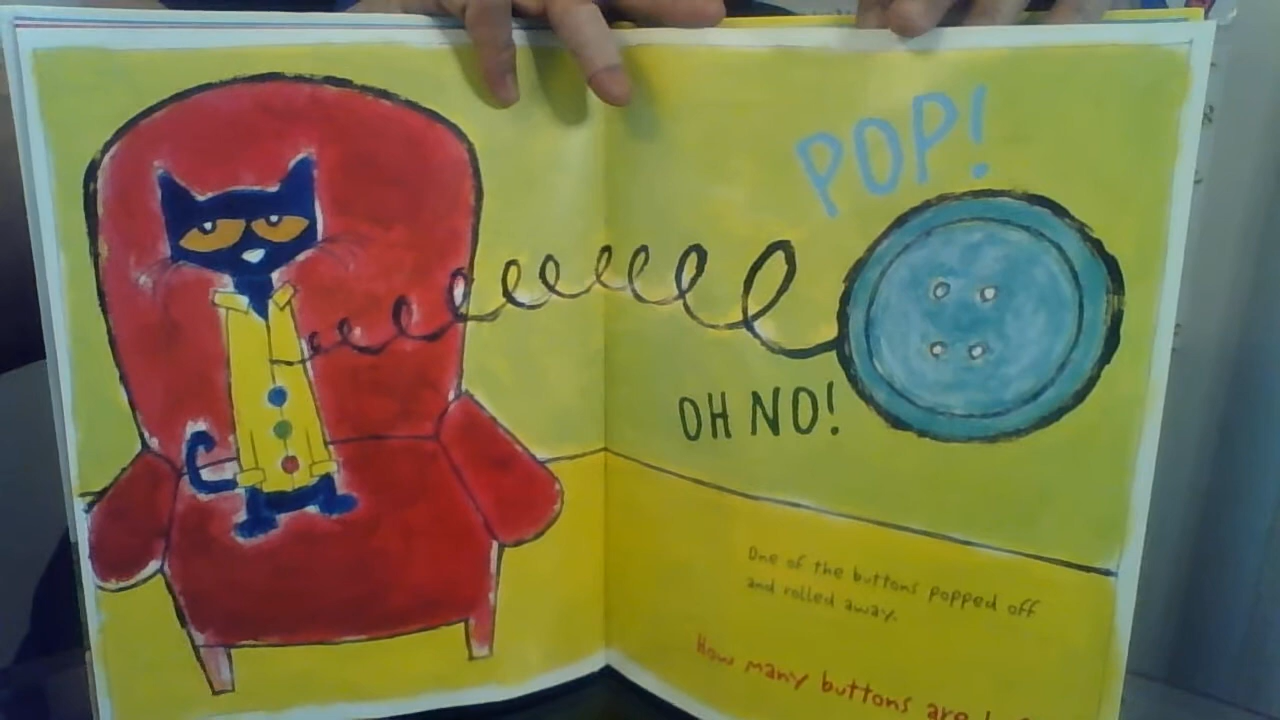 POP!
OH NO!
One of the buttons popped off
and rolled away.
How many buttons are